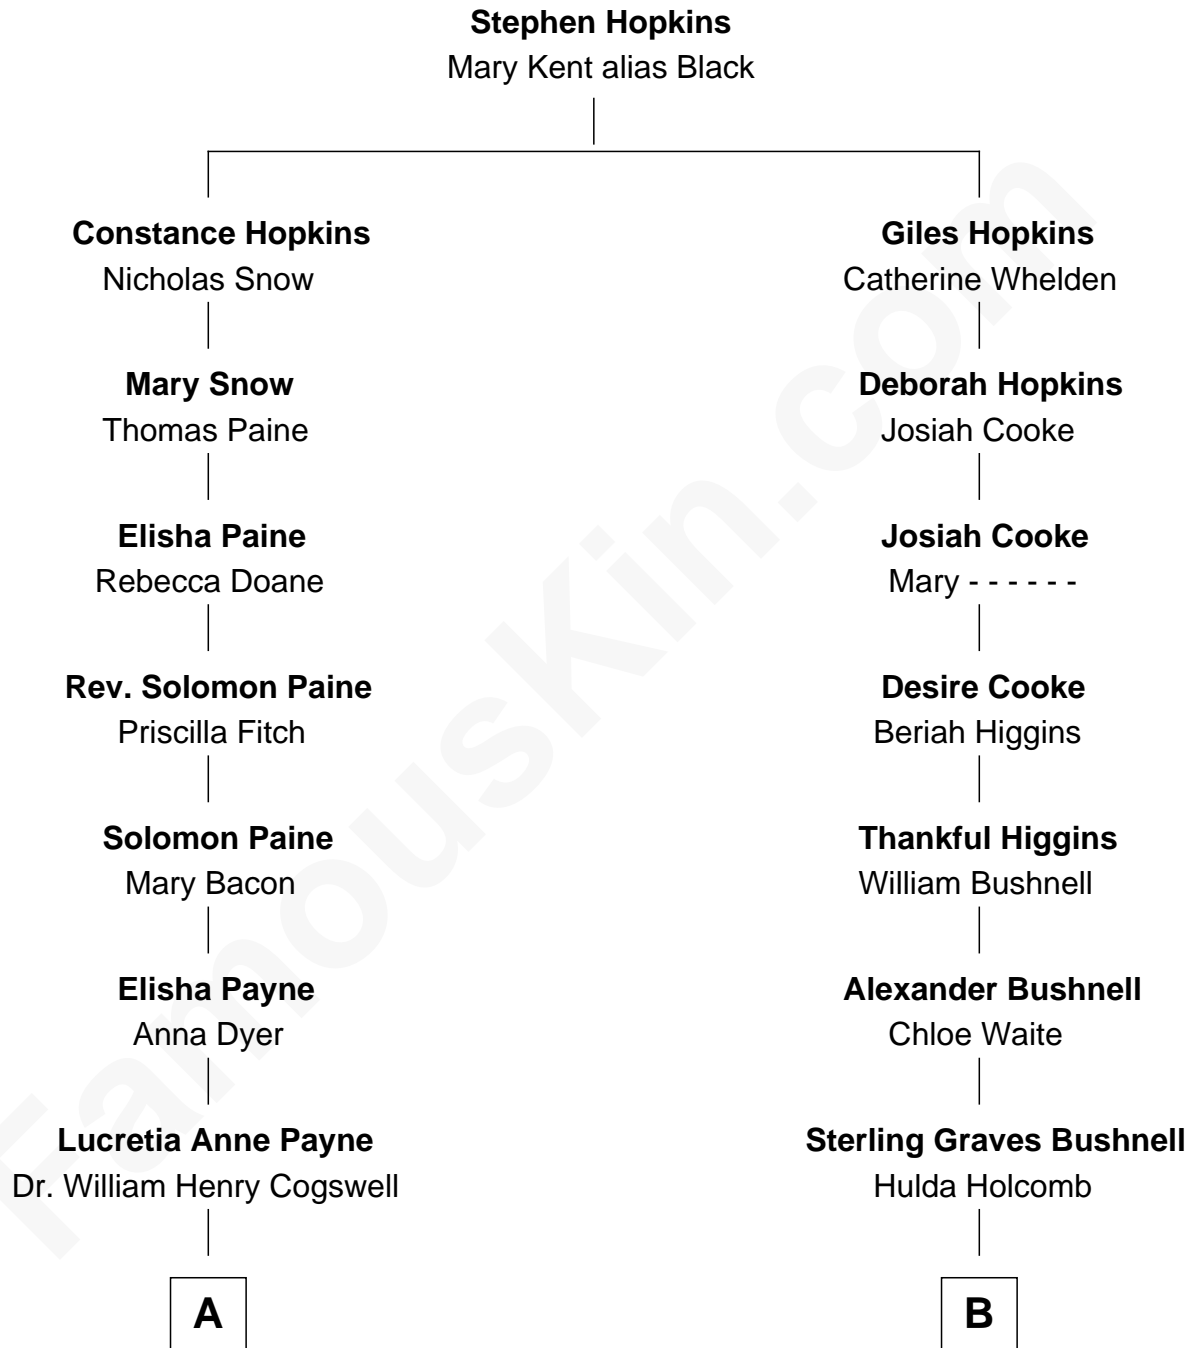 Stephen Hopkins
Mary Kent alias Black
Constance Hopkins
Nicholas Snow
Giles Hopkins
Catherine Whelden
Mary Snow
Thomas Paine
Deborah Hopkins
Josiah Cooke
Elisha Paine
Rebecca Doane
Josiah Cooke
Mary - - - - - -
Rev. Solomon Paine
Priscilla Fitch
Desire Cooke
Beriah Higgins
Solomon Paine
Mary Bacon
Thankful Higgins
William Bushnell
Elisha Payne
Anna Dyer
Alexander Bushnell
Chloe Waite
Lucretia Anne Payne
Dr. William Henry Cogswell
Sterling Graves Bushnell
Hulda Holcomb
A
B
FamousKin.com